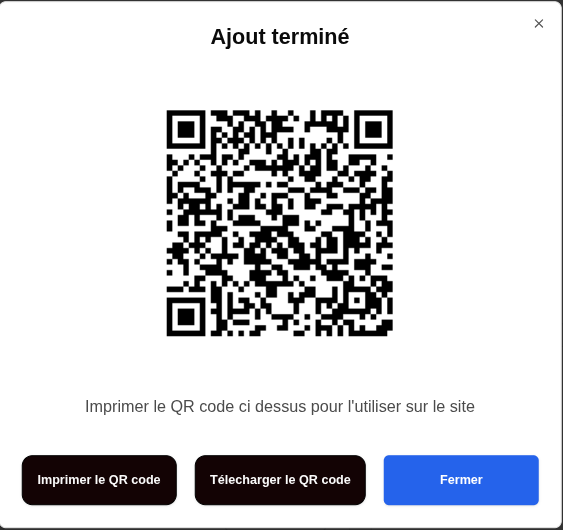 ×
Ajout terminé
Imprimer le QR code ci dessus pour l'utiliser sur le site
Imprimer le QR code
Télecharger le QR code
Fermer